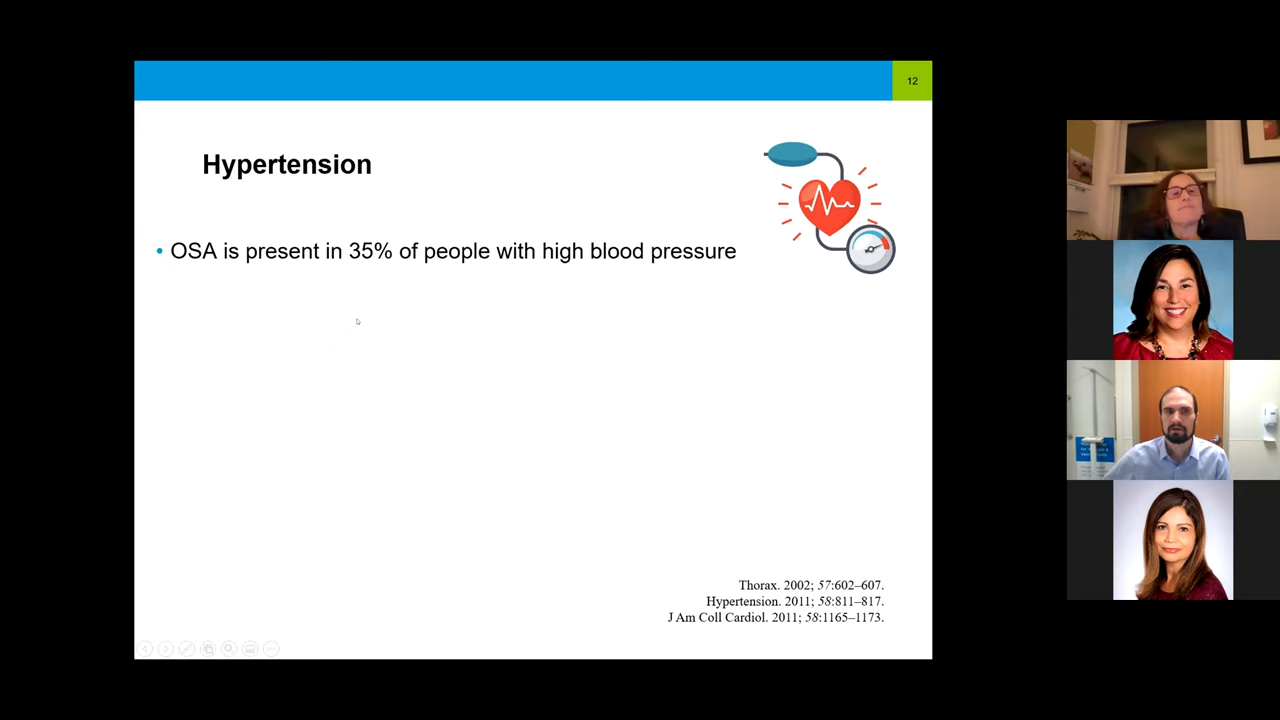 12
Hypertension
• OSA is present in 35% of people with high blood pressure
Thorax. 2002; 57:602–607.
Hypertension. 2011; 58:811–817.
J Am Coll Cardiol. 2011; 58:1165–1173.